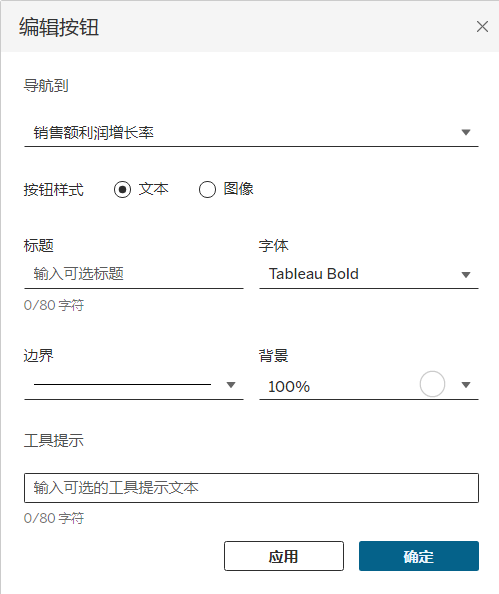 编辑按钮
导航到
销售额利润增长率
按钮样式 文本 图像
标题 字体
输入可选标题 Tableau Bold
0/80 字符
边界 背景
100%
工具提示
输入可选的工具提示文本
0/80 字符
应用 确定